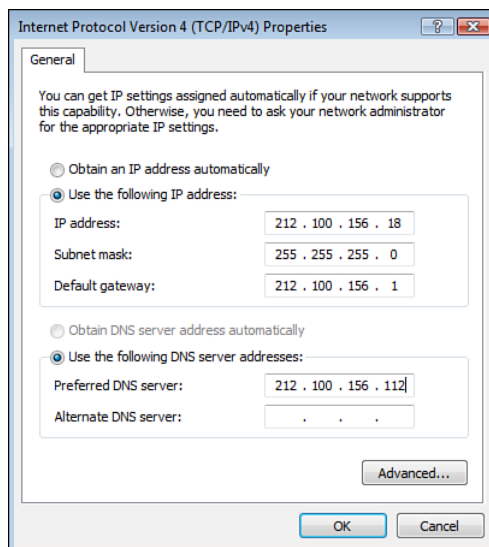 Internet Protocol Version 4 (TCP/IPv4) Properties
?
General
You can get IP settings assigned automatically if your network supports
this capability. Otherwise, you need to ask your network administrator
for the appropriate IP settings.
Obtain an IP address automatically
Use the following IP address:
IP address: 212 . 100 . 156 . 18
Subnet mask: 255 . 255 . 255 . 0
Default gateway: 212 . 100 . 156 . 1
Obtain DNS server address automatically
Use the following DNS server addresses:
Preferred DNS server: 212 . 100 . 156 . 112
Alternate DNS server: . . .
Advanced...
OK Cancel